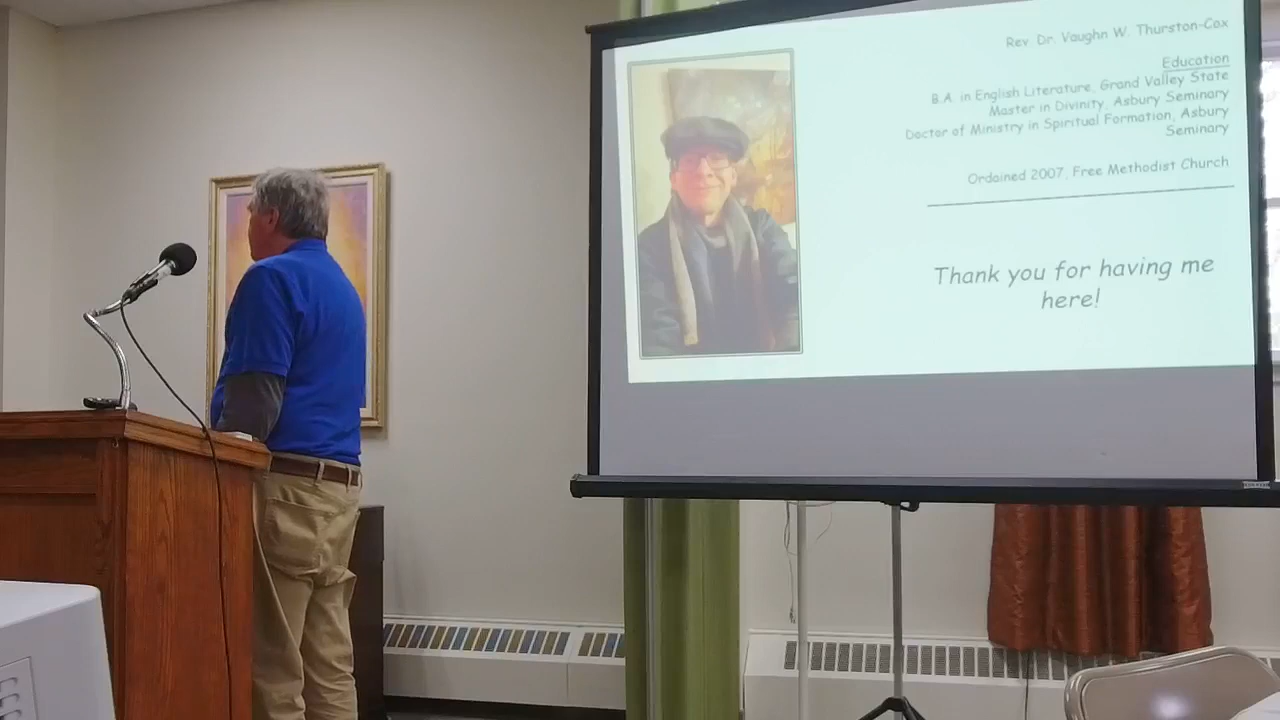 Rev. Dr. Vaughn W. Thurston-Cox
Education
B.A. in English Literature, Grand Valley State
Master in Divinity, Asbury Seminary
Doctor of Ministry in Spiritual Formation, Asbury
Seminary
Ordained 2007, Free Methodist Church
Thank you for having me
here!